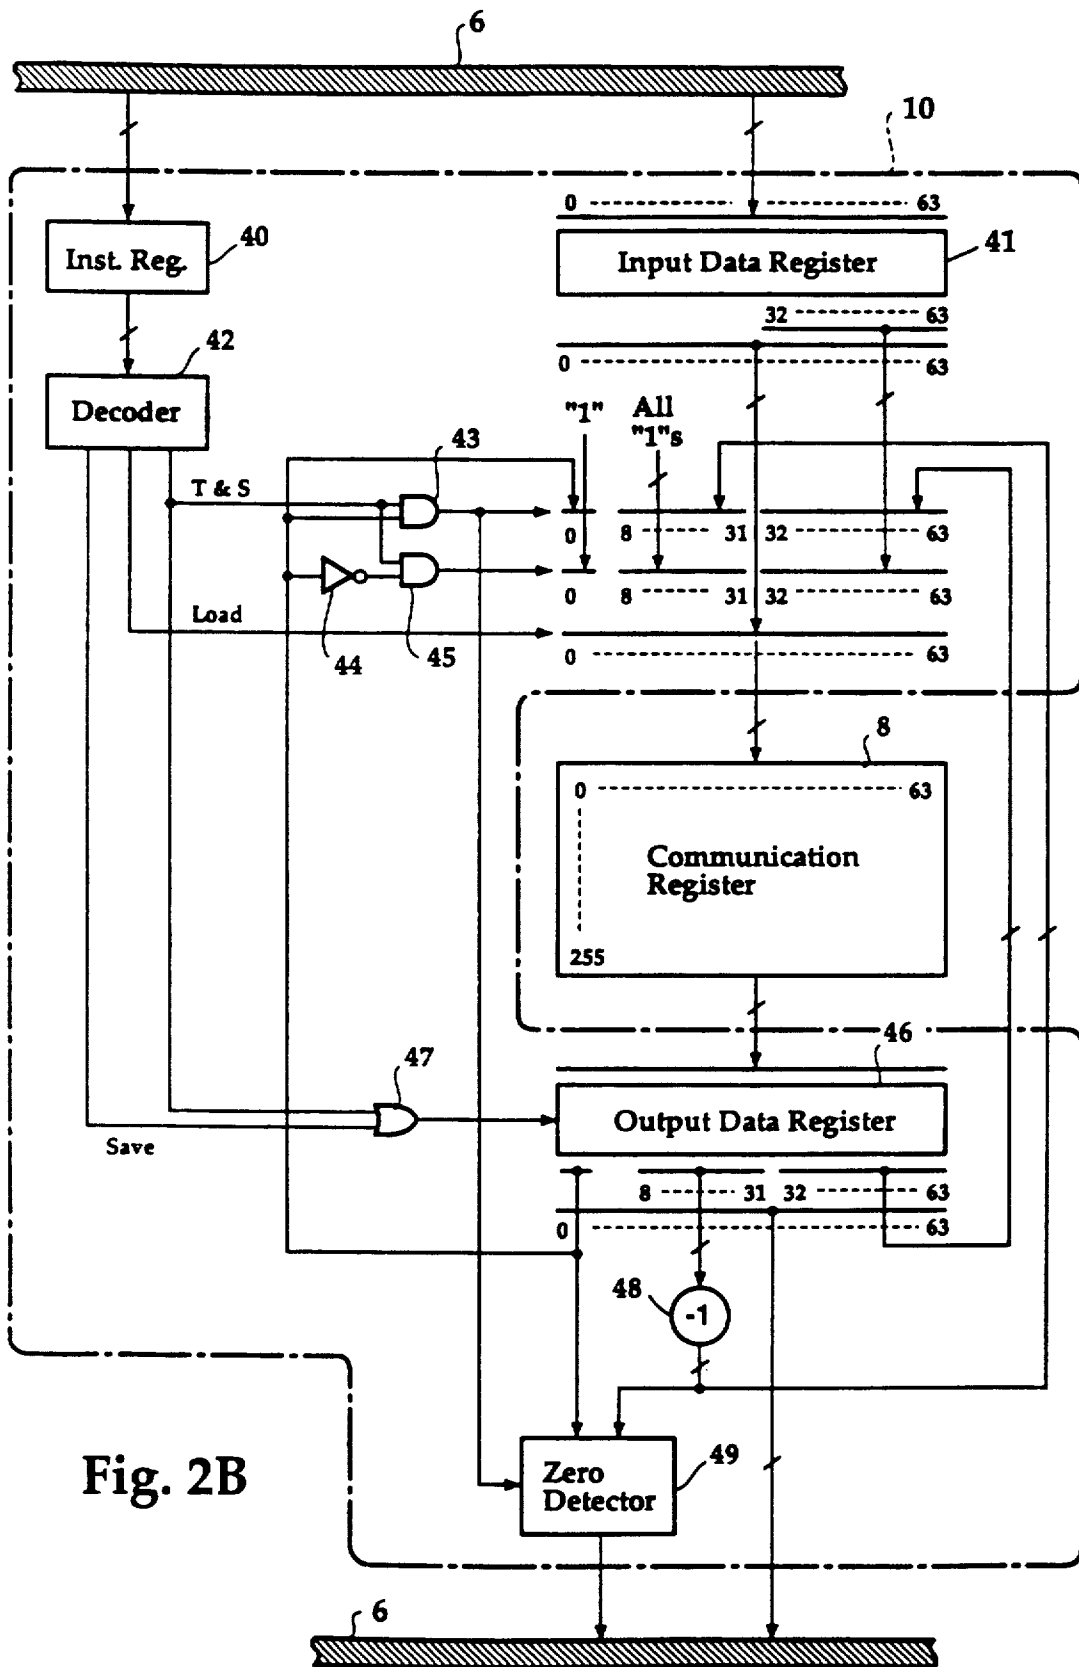 6
10
0 63
40
Inst. Reg.
41
Input Data Register
32 63
0 63
42
Decoder
"1"
All
"1"s
43
T & S
0 8 31 32 63
0 8 31 32 63
Load
44
45
0 63
8
0 63
Communication
Register
255
46
47
Output Data Register
Save
8 31 32 63
0 63
48
-1
Fig. 2B
49
Zero
Detector
6